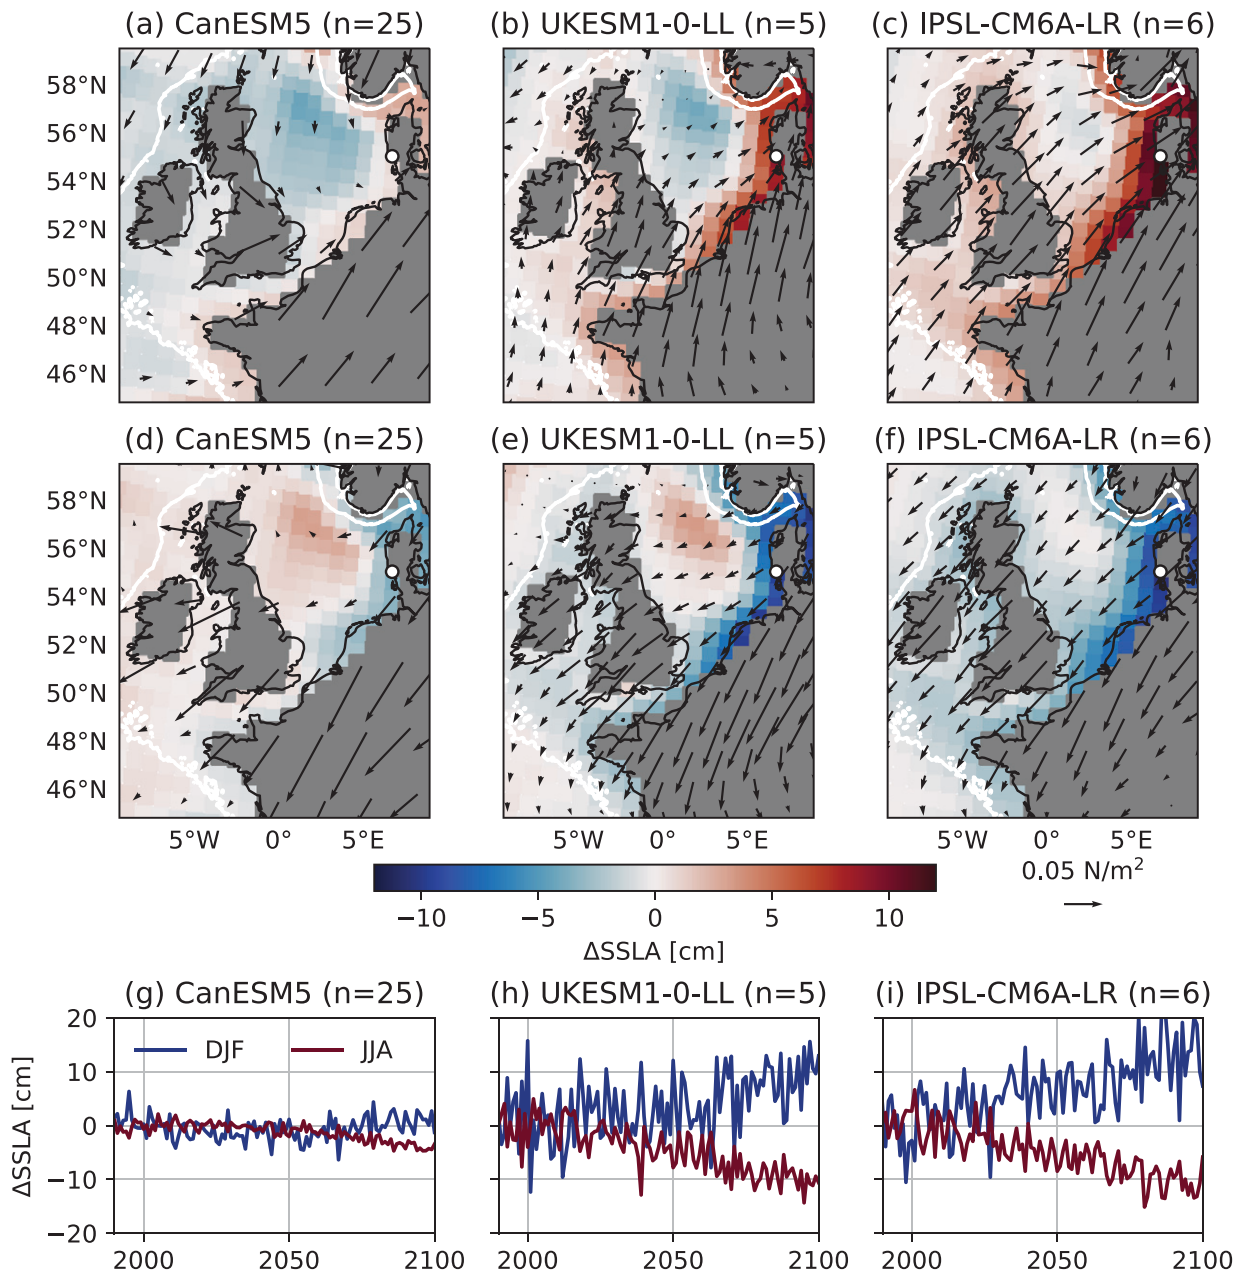 (a) CanESM5 (n=25) (b) UKESM1-0-LL (n=5) (c) IPSL-CM6A-LR (n=6)
58°N
56°N
54°N
52°N
50°N
48°N
46°N
(d) CanESM5 (n=25) (e) UKESM1-0-LL (n=5) (f) IPSL-CM6A-LR (n=6)
58°N
56°N
54°N
52°N
50°N
48°N
46°N
5°W 0° 5°E 5°W 0° 5°E 5°W 0° 5°E
0.05 N/m²
−10 −5 0 5 10
ΔSSLA [cm]
(g) CanESM5 (n=25) (h) UKESM1-0-LL (n=5) (i) IPSL-CM6A-LR (n=6)
20
10
0
−10
−20
ΔSSLA [cm]
DJF JJA
2000 2050 2100 2000 2050 2100 2000 2050 2100